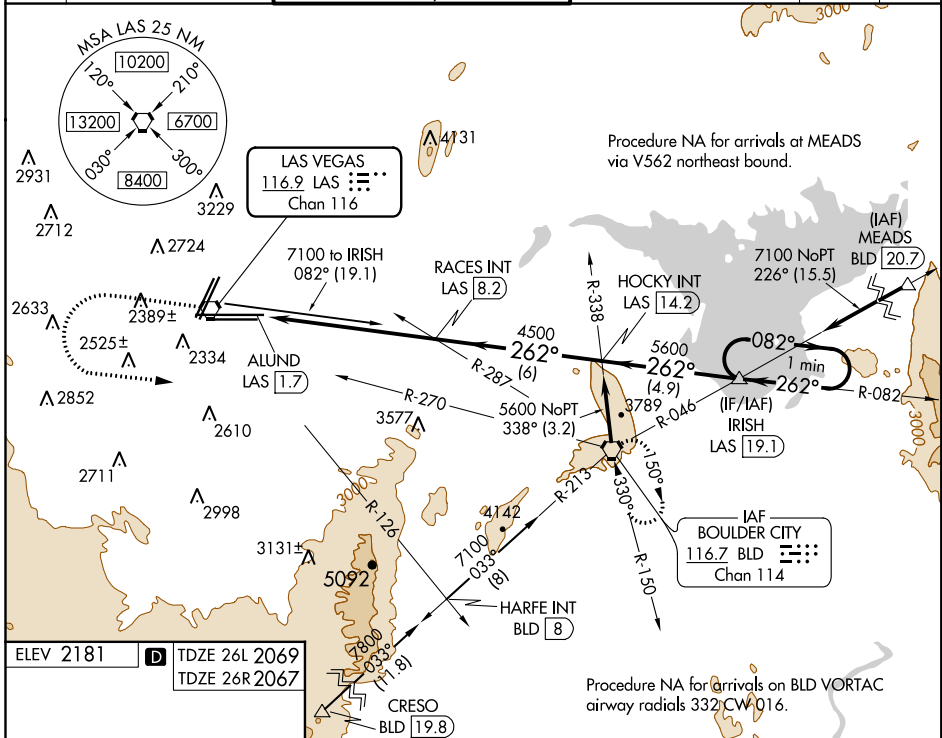 MSA LAS 25 NM
10200
120°
210°
13200
6700
030°
300°
8400
3000
4131
Procedure NA for arrivals at MEADS
via V562 northeast bound.
2931
2712
3229
2724
LAS VEGAS
116.9 LAS
Chan 116
7100 to IRISH
082° (19.1)
RACES INT
LAS 8.2
HOCKY INT
LAS 14.2
R-338
7100 NoPT
226° (15.5)
(IAF)
MEADS
BLD 20.7
2633
2389±
2525±
2334
2852
ALUND
LAS 1.7
4500
262°
(6)
5600
262°
(4.9)
082°
1 min
262°
R-082
R-287
R-270
5600 NoPT
338° (3.2)
3789
R-046
(IF/IAF)
IRISH
LAS 19.1
3000
2610
3577
2711
2998
3000
R-126
R-213
150°
330°
R-150
4142
3131±
5092
7100
033°
(8)
IAF
BOULDER CITY
116.7 BLD
Chan 114
HARFE INT
BLD 8
7800
033°
(11.8)
ELEV 2181
D
TDZE 26L 2069
TDZE 26R 2067
CRESO
BLD 19.8
Procedure NA for arrivals on BLD VORTAC
airway radials 332 CW 016.